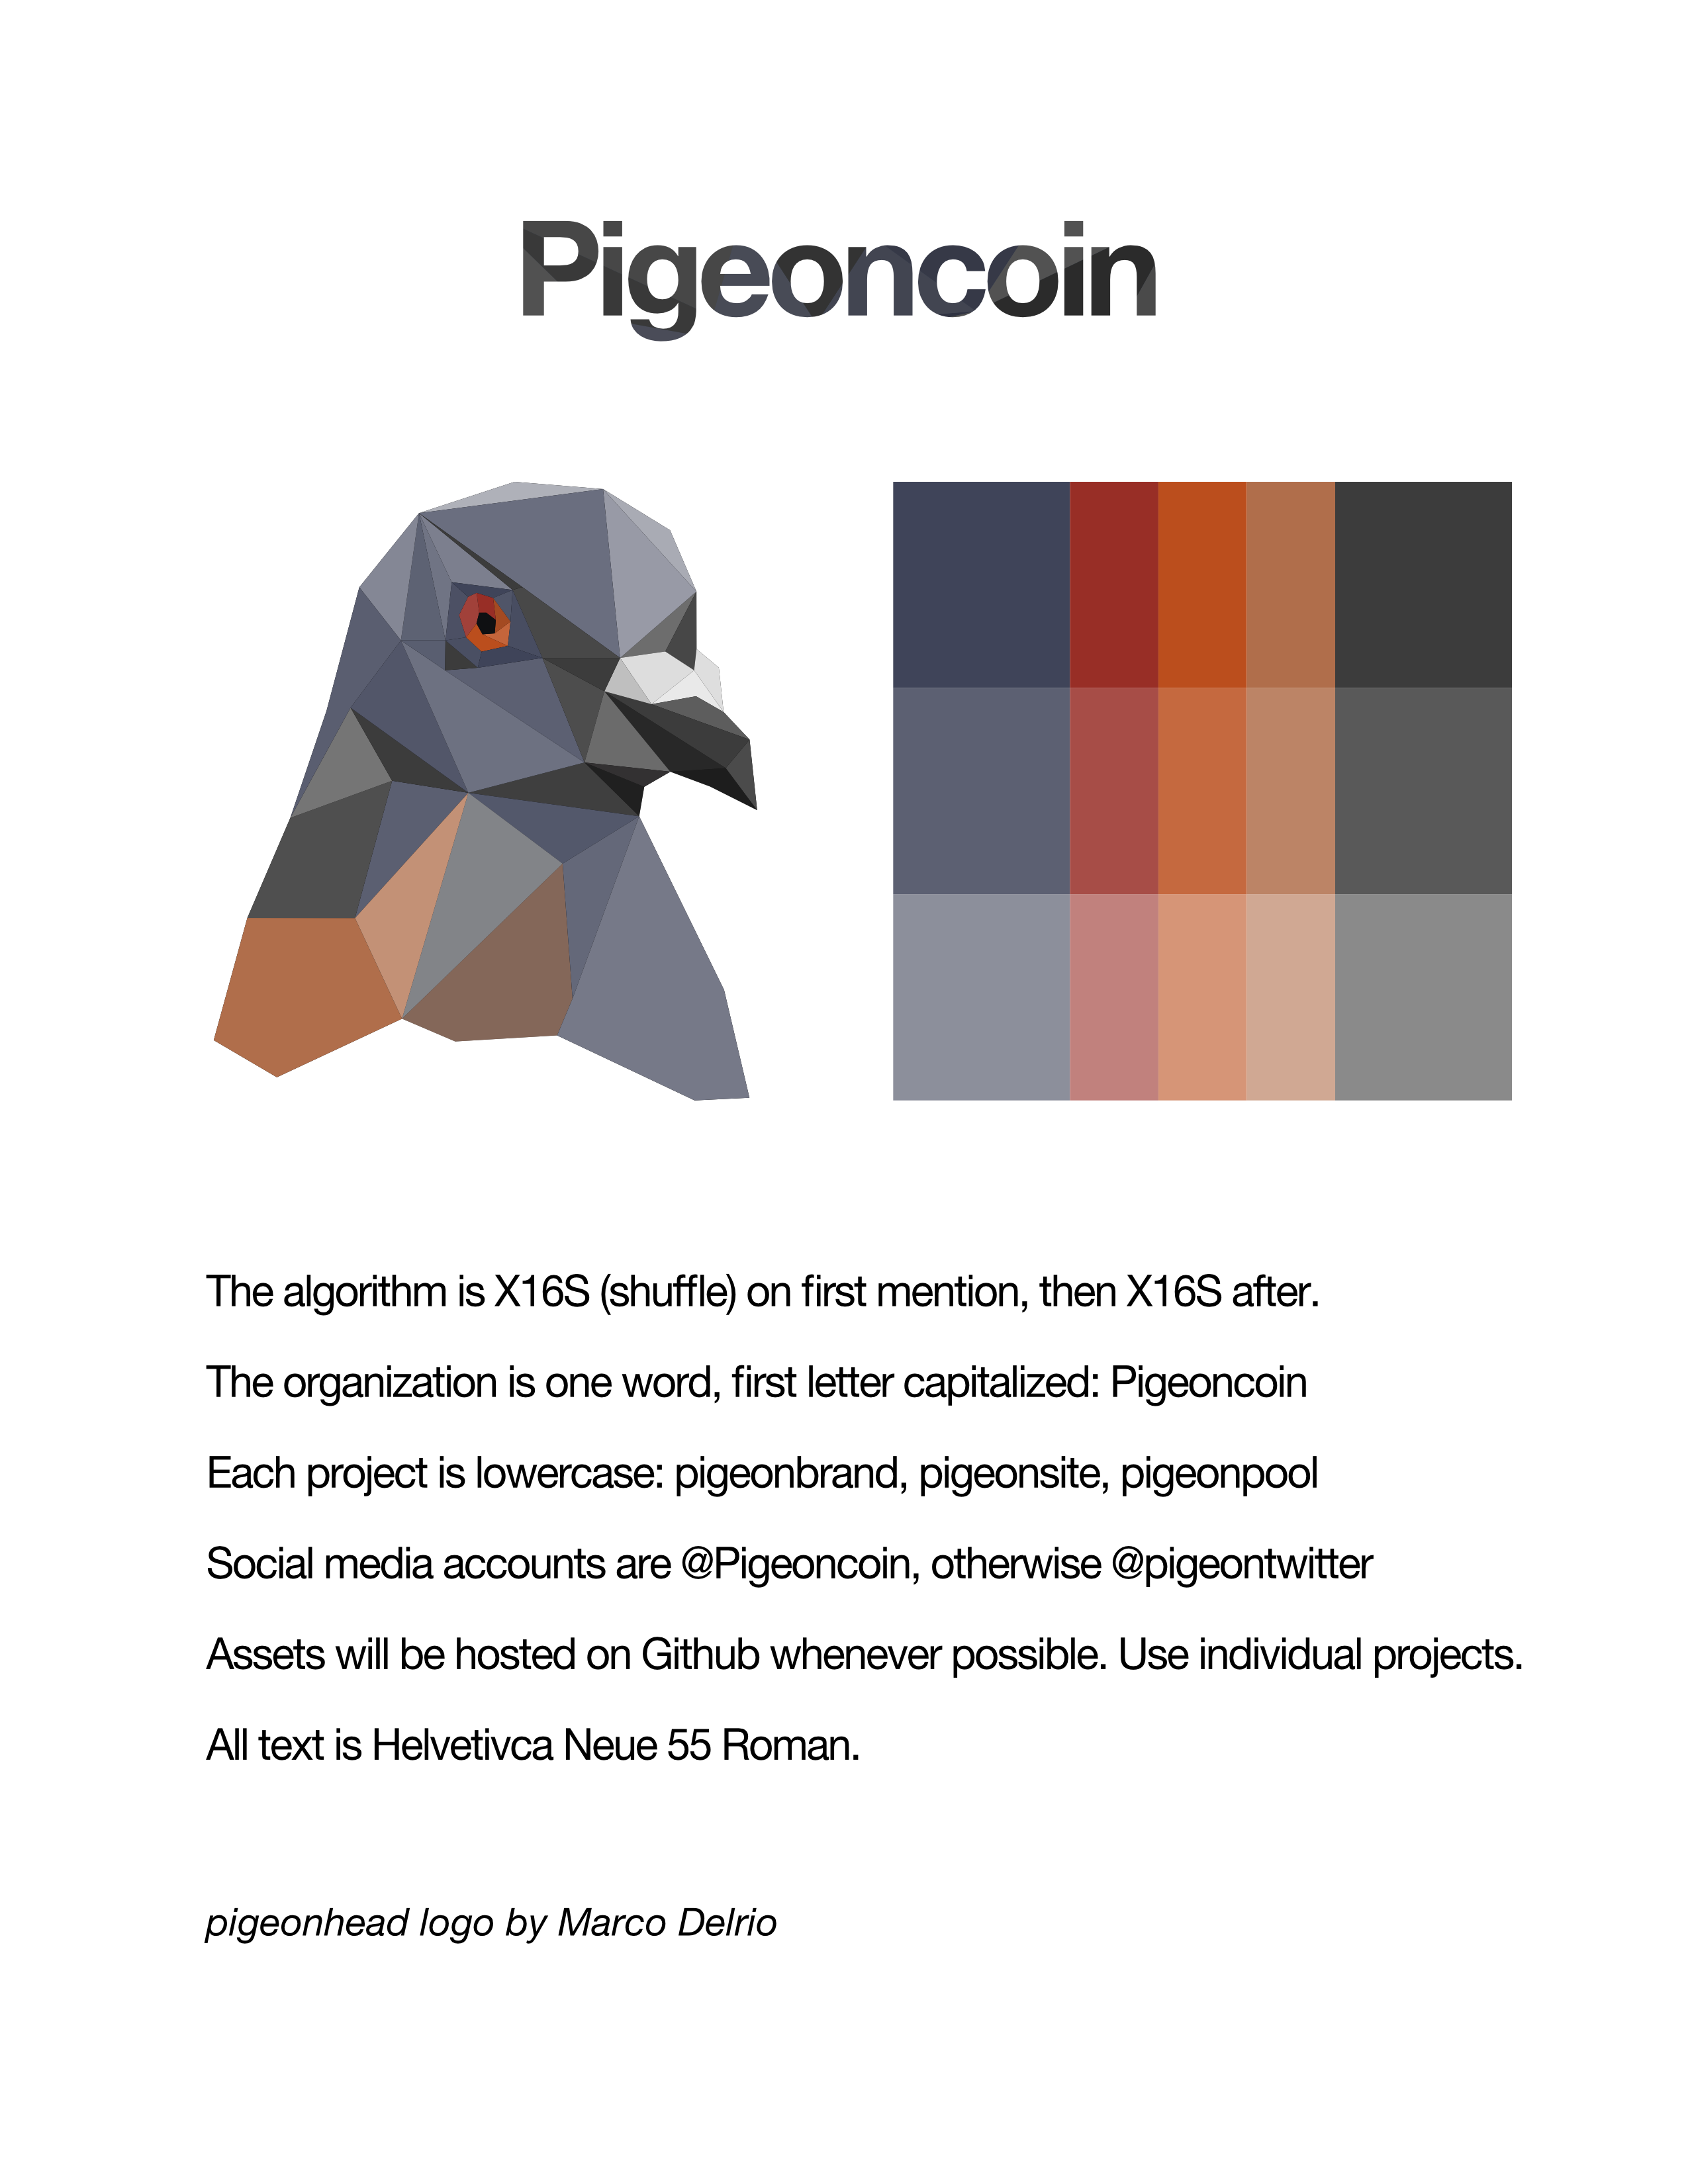 Pigeoncoin
The algorithm is X16S (shuffle) on first mention, then X16S after.
The organization is one word, first letter capitalized: Pigeoncoin
Each project is lowercase: pigeonbrand, pigeonsite, pigeonpool
Social media accounts are @Pigeoncoin, otherwise @pigeontwitter
Assets will be hosted on Github whenever possible. Use individual projects.
All text is Helvetivca Neue 55 Roman.
pigeonhead logo by Marco Delrio